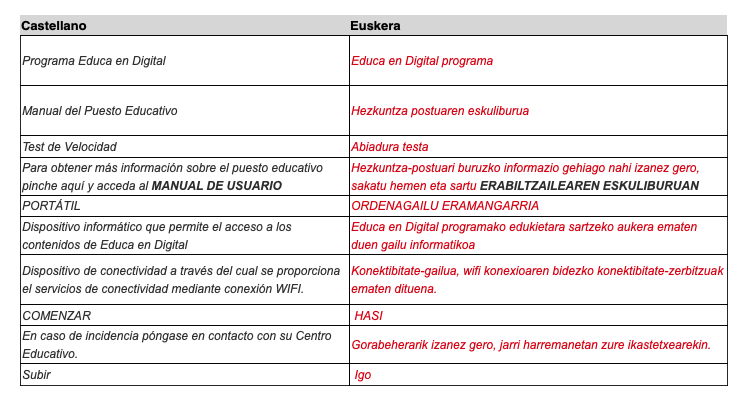 Castellano Euskera
Programa Educa en Digital Educa en Digital programa
Manual del Puesto Educativo Hezkuntza postuaren eskuliburua
Test de Velocidad Abiadura testa
Para obtener más información sobre el puesto educativo
pinche aquí y acceda al MANUAL DE USUARIO
Hezkuntza-postuari buruzko informazio gehiago nahi izanez gero,
sakatu hemen eta sartu ERABILTZAILEAREN ESKULIBURUAN
PORTÁTIL ORDENAGAILU ERAMANGARRIA
Dispositivo informático que permite el acceso a los
contenidos de Educa en Digital
Educa en Digital programako edukietara sartzeko aukera ematen
duen gailu informatikoa
Dispositivo de conectividad a través del cual se proporciona
el servicios de conectividad mediante conexión WIFI.
Konektibitate-gailua, wifi konexioaren bidezko konektibitate-zerbitzuak
ematen dituena.
COMENZAR HASI
En caso de incidencia póngase en contacto con su Centro
Educativo.
Gorabeherarik izanez gero, jarri harremanetan zure ikastetxearekin.
Subir Igo